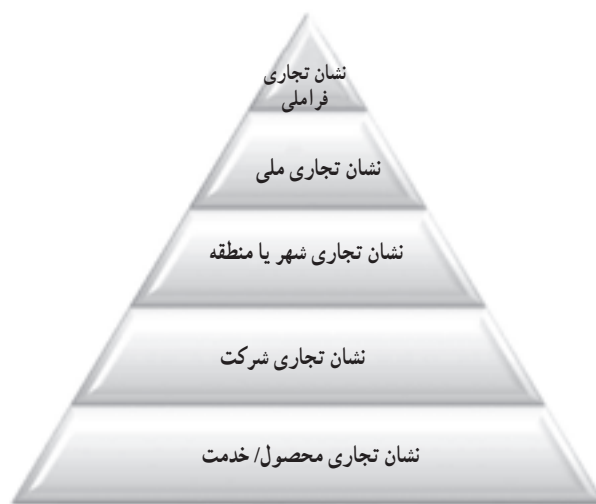 نشان تجاری
فراملی
نشان تجاری ملی
نشان تجاری شهر یا منطقه
نشان تجاری شرکت
نشان تجاری محصول/ خدمت